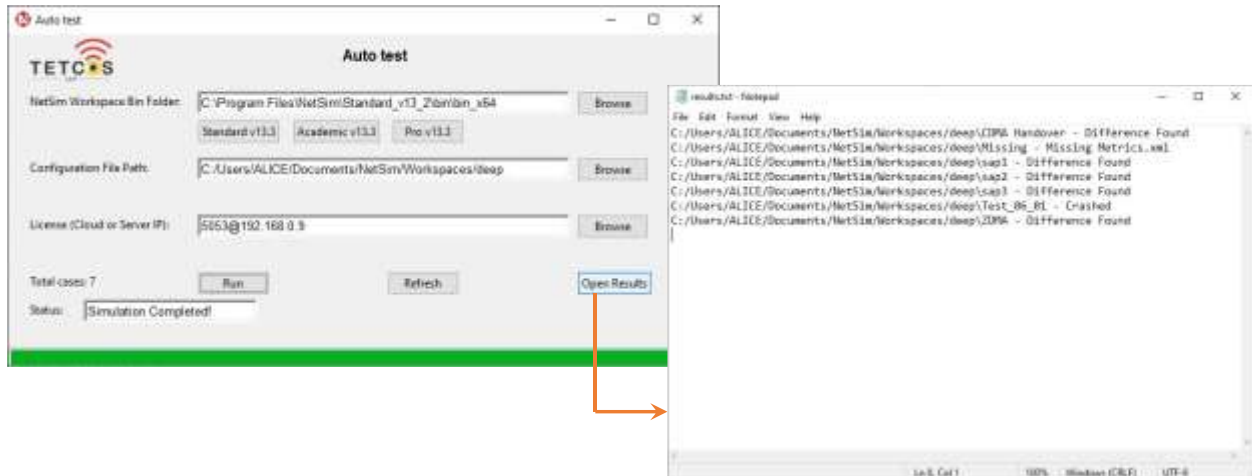 Auto test
TETCOS
Auto test
NetSim Workspace Bin Folder:
C:\Program Files\NetSim\Standard_v13_2\bin\bin_x64
Browse
Standard v13.3
Academic v13.3
Pro v13.3
Configuration File Path:
C:/Users/ALICE/Documents/NetSim/Workspaces/deep
Browse
License (Cloud or Server IP):
5053@192.168.0.9
Browse
Total cases: 7
Run
Refresh
Open Results
Status:
Simulation Completed!
results.txt - Notepad
File Edit Format View Help
C:/Users/ALICE/Documents/NetSim/Workspaces/deep\CDMA Handover - Difference Found
C:/Users/ALICE/Documents/NetSim/Workspaces/deep\Missing - Missing Metrics.xml
C:/Users/ALICE/Documents/NetSim/Workspaces/deep\sap1 - Difference Found
C:/Users/ALICE/Documents/NetSim/Workspaces/deep\sap2 - Difference Found
C:/Users/ALICE/Documents/NetSim/Workspaces/deep\sap3 - Difference Found
C:/Users/ALICE/Documents/NetSim/Workspaces/deep\Test_06_01 - Crashed
C:/Users/ALICE/Documents/NetSim/Workspaces/deep\ZOMA - Difference Found
Ln 8, Col 1
100%
Windows (CRLF)
UTF-8